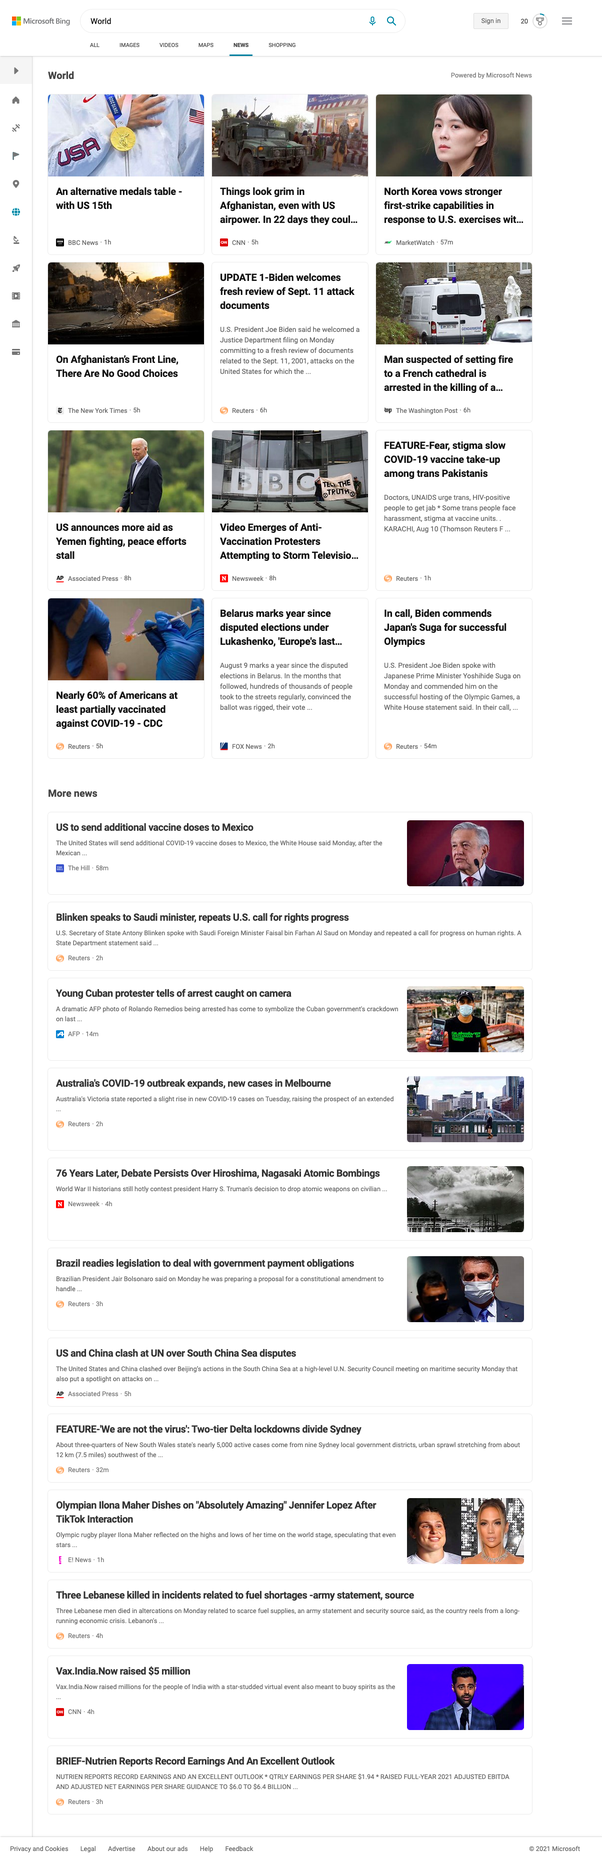 Microsoft Bing
World
Sign in
20
ALL
IMAGES
VIDEOS
MAPS
NEWS
SHOPPING
World
Powered by Microsoft News
USA
An alternative medals table -
with US 15th
BBC News · 1h
Things look grim in
Afghanistan, even with US
airpower. In 22 days they coul...
CNN · 5h
North Korea vows stronger
first-strike capabilities in
response to U.S. exercises wit...
MarketWatch · 57m
On Afghanistan's Front Line,
There Are No Good Choices
The New York Times · 5h
UPDATE 1-Biden welcomes
fresh review of Sept. 11 attack
documents
U.S. President Joe Biden said he welcomed a
Justice Department filing on Monday
committing to a fresh review of documents
related to the Sept. 11, 2001, attacks on the
United States for which the ...
Reuters · 6h
Man suspected of setting fire
to a French cathedral is
arrested in the killing of a...
The Washington Post · 6h
US announces more aid as
Yemen fighting, peace efforts
stall
Associated Press · 8h
BBC
TELL THE
TRUTH
Video Emerges of Anti-
Vaccination Protesters
Attempting to Storm Televisio...
Newsweek · 8h
FEATURE-Fear, stigma slow
COVID-19 vaccine take-up
among trans Pakistanis
Doctors, UNAIDS urge trans, HIV-positive
people to get jab * Some trans people face
harassment, stigma at vaccine units. .
KARACHI, Aug 10 (Thomson Reuters F ...
Reuters · 1h
Nearly 60% of Americans at
least partially vaccinated
against COVID-19 - CDC
Reuters · 5h
Belarus marks year since
disputed elections under
Lukashenko, 'Europe's last...
August 9 marks a year since the disputed
elections in Belarus. In the months that
followed, hundreds of thousands of people
took to the streets regularly, convinced the
ballot was rigged, their vote ...
FOX News · 2h
In call, Biden commends
Japan's Suga for successful
Olympics
U.S. President Joe Biden spoke with
Japanese Prime Minister Yoshihide Suga on
Monday and commended him on the
successful hosting of the Olympic Games, a
White House statement said. In their call, ...
Reuters · 54m
More news
US to send additional vaccine doses to Mexico
The United States will send additional COVID-19 vaccine doses to Mexico, the White House said Monday, after the
Mexican ...
The Hill · 58m
Blinken speaks to Saudi minister, repeats U.S. call for rights progress
U.S. Secretary of State Antony Blinken spoke with Saudi Foreign Minister Faisal bin Farhan Al Saud on Monday and repeated a call for progress on human rights. A
State Department statement said ...
Reuters · 2h
Young Cuban protester tells of arrest caught on camera
A dramatic AFP photo of Rolando Remedios being arrested has come to symbolize the Cuban government's crackdown
on last ...
AFP · 14m
Australia's COVID-19 outbreak expands, new cases in Melbourne
Australia's Victoria state reported a slight rise in new COVID-19 cases on Tuesday, raising the prospect of an extended
...
Reuters · 2h
76 Years Later, Debate Persists Over Hiroshima, Nagasaki Atomic Bombings
World War II historians still hotly contest president Harry S. Truman's decision to drop atomic weapons on civilian ...
Newsweek · 4h
Brazil readies legislation to deal with government payment obligations
Brazilian President Jair Bolsonaro said on Monday he was preparing a proposal for a constitutional amendment to
handle ...
Reuters · 3h
US and China clash at UN over South China Sea disputes
The United States and China clashed over Beijing's actions in the South China Sea at a high-level U.N. Security Council meeting on maritime security Monday that
also put a spotlight on attacks on ...
Associated Press · 5h
FEATURE-'We are not the virus': Two-tier Delta lockdowns divide Sydney
About three-quarters of New South Wales state's nearly 5,000 active cases come from nine Sydney local government districts, urban sprawl stretching from about
12 km (7.5 miles) southwest of the ...
Reuters · 32m
Olympian Ilona Maher Dishes on "Absolutely Amazing" Jennifer Lopez After
TikTok Interaction
Olympic rugby player Ilona Maher reflected on the highs and lows of her time on the world stage, speculating that even
stars ...
E! News · 1h
Three Lebanese killed in incidents related to fuel shortages -army statement, source
Three Lebanese men died in altercations on Monday related to scarce fuel supplies, an army statement and security source said, as the country reels from a long-
running economic crisis. Lebanon's ...
Reuters · 4h
Vax.India.Now raised $5 million
Vax.India.Now raised millions for the people of India with a star-studded virtual event also meant to buoy spirits as the
...
CNN · 4h
BRIEF-Nutrien Reports Record Earnings And An Excellent Outlook
NUTRIEN REPORTS RECORD EARNINGS AND AN EXCELLENT OUTLOOK * QTRLY EARNINGS PER SHARE $1.94 * RAISED FULL-YEAR 2021 ADJUSTED EBITDA
AND ADJUSTED NET EARNINGS PER SHARE GUIDANCE TO $6.0 TO $6.4 BILLION ...
Reuters · 3h
Privacy and Cookies
Legal
Advertise
About our ads
Help
Feedback
© 2021 Microsoft